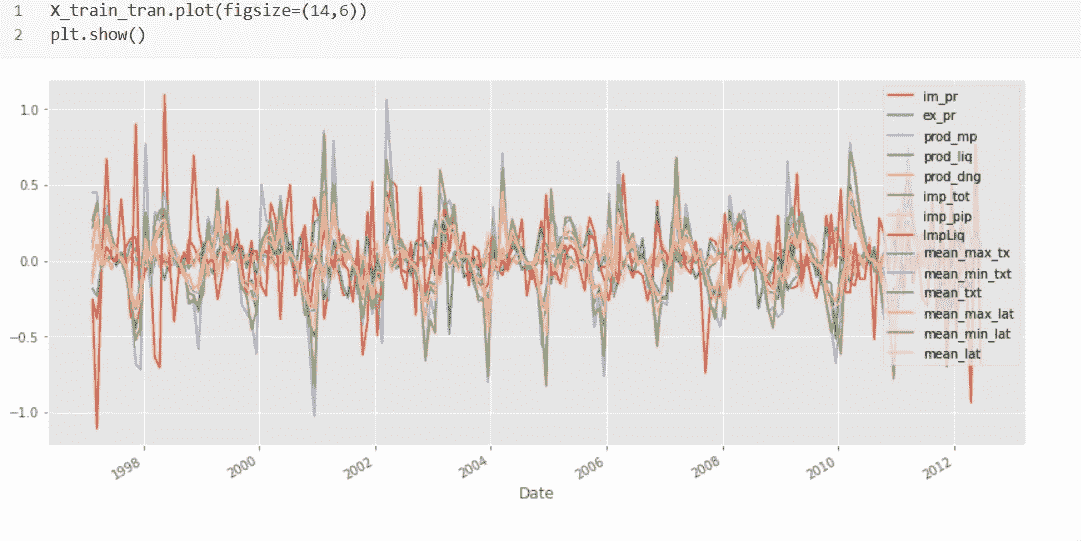 1 X_train_tran.plot(figsize=(14,6))
2 plt.show()
im_pr
ex_pr
prod_mp
prod_liq
prod_dng
imp_tot
imp_pip
ImpLiq
mean_max_tx
mean_min_txt
mean_txt
mean_max_lat
mean_min_lat
mean_lat
1.0
0.5
0.0
−0.5
−1.0
1998 2000 2002 2004 2006 2008 2010 2012
Date